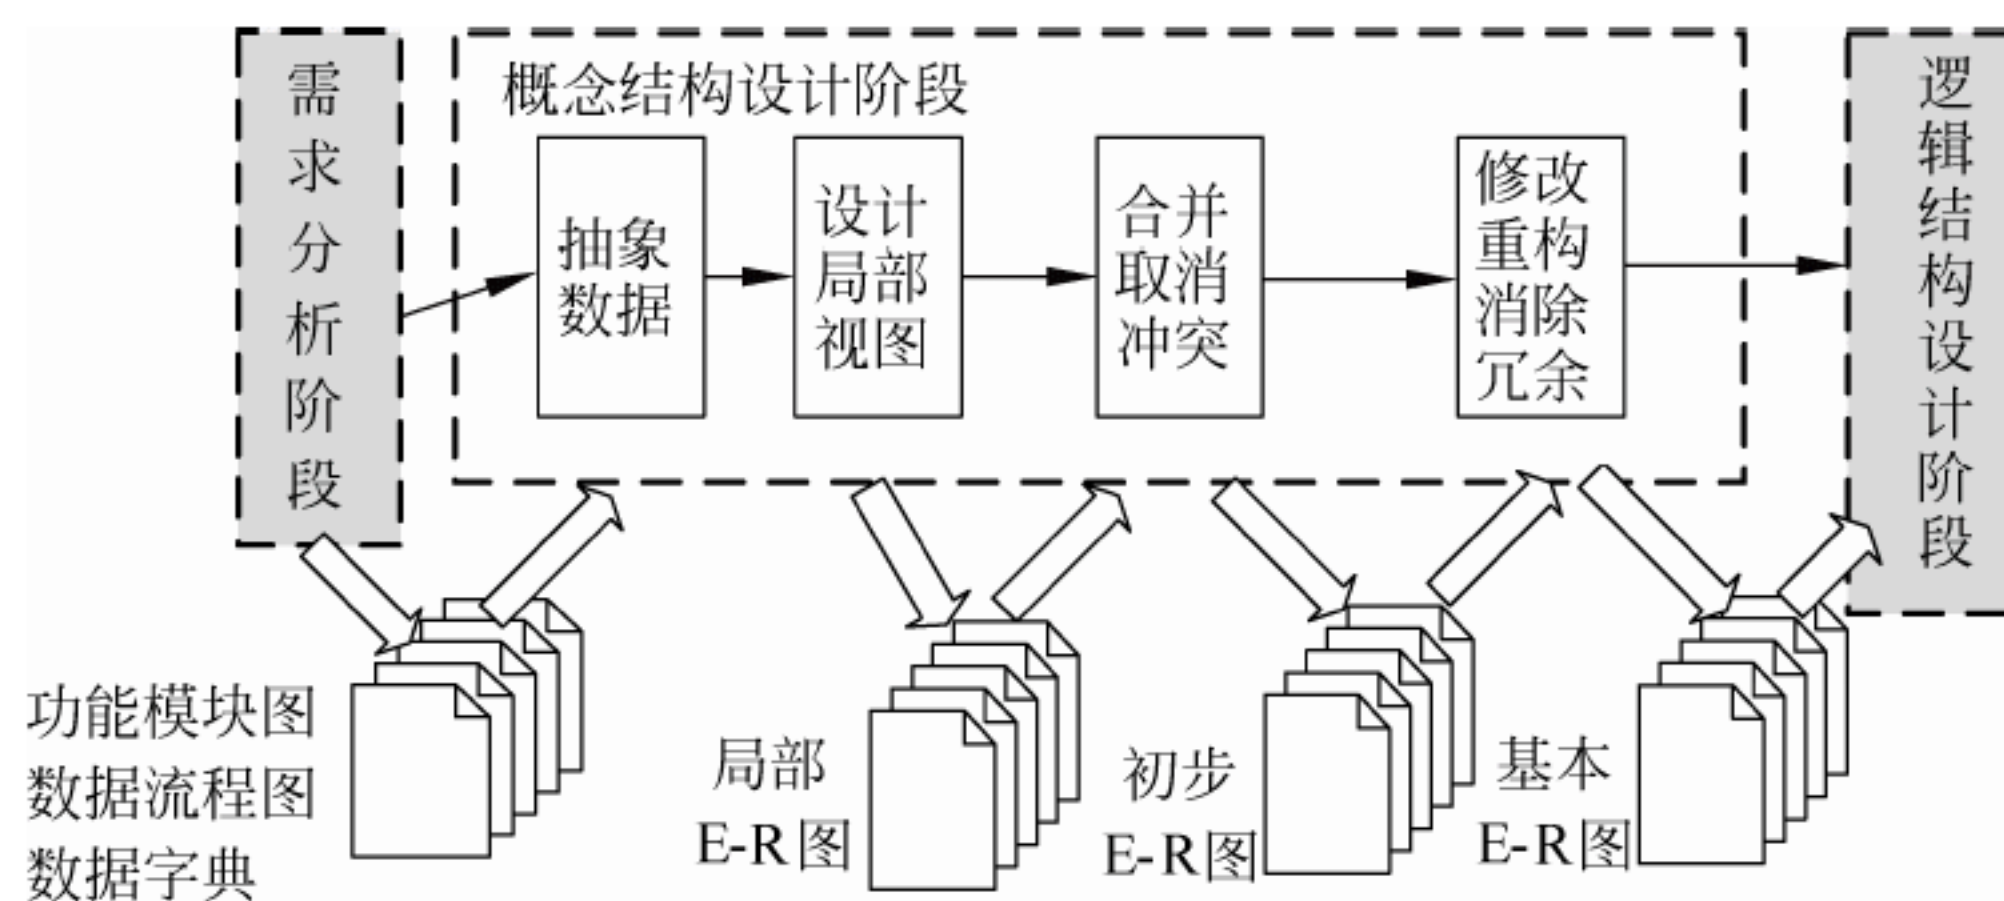 需
求
分
析
阶
段
概念结构设计阶段
抽象
数据
设计
局部
视图
合并
取消
冲突
修改
重构
消除
冗余
逻
辑
结
构
设
计
阶
段
功能模块图
数据流程图
数据字典
局部
E-R图
初步
E-R图
基本
E-R图